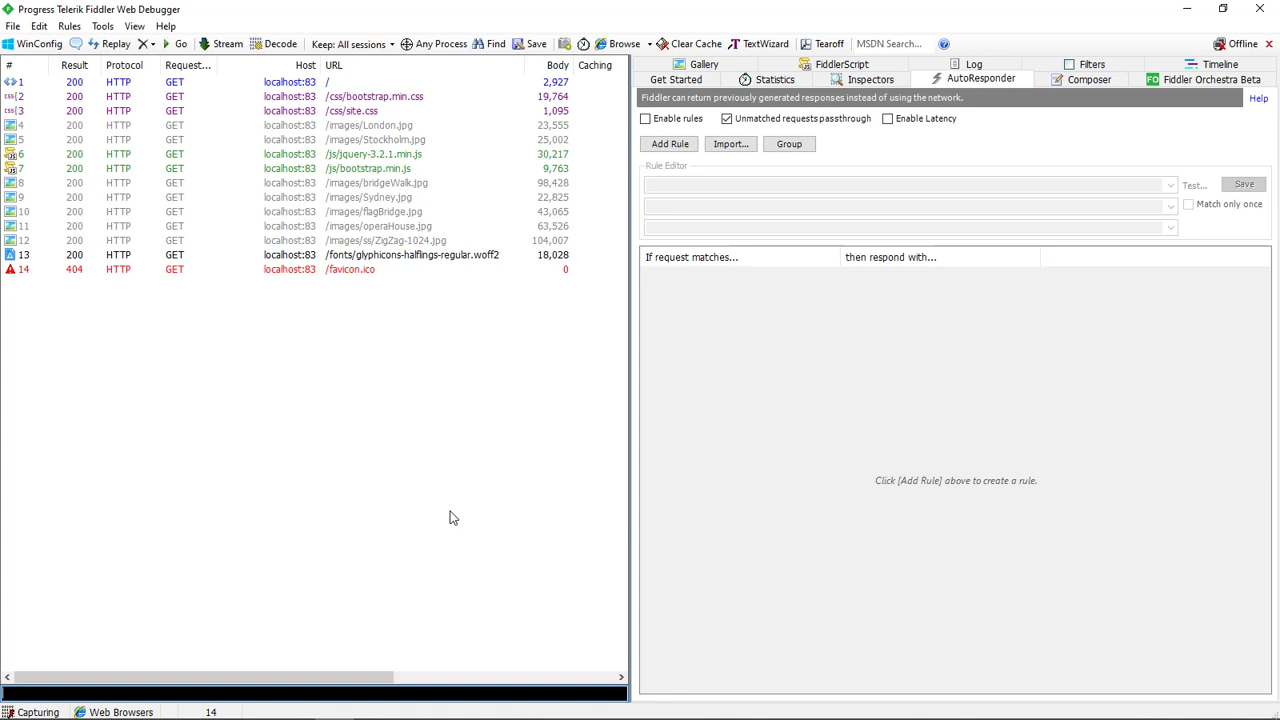 Progress Telerik Fiddler Web Debugger
File Edit Rules Tools View Help
WinConfig Replay Go Stream Decode Keep: All sessions Any Process Find Save Browse Clear Cache TextWizard Tearoff MSDN Search... Offline
# Result Protocol Request... Host URL Body Caching
1 200 HTTP GET localhost:83 / 2,927
2 200 HTTP GET localhost:83 /css/bootstrap.min.css 19,764
3 200 HTTP GET localhost:83 /css/site.css 1,095
4 200 HTTP GET localhost:83 /images/London.jpg 23,555
5 200 HTTP GET localhost:83 /images/Stockholm.jpg 25,002
6 200 HTTP GET localhost:83 /js/jquery-3.2.1.min.js 30,217
7 200 HTTP GET localhost:83 /js/bootstrap.min.js 9,763
8 200 HTTP GET localhost:83 /images/bridgeWalk.jpg 98,428
9 200 HTTP GET localhost:83 /images/Sydney.jpg 22,825
10 200 HTTP GET localhost:83 /images/flagBridge.jpg 43,065
11 200 HTTP GET localhost:83 /images/operaHouse.jpg 63,526
12 200 HTTP GET localhost:83 /images/ss/ZigZag-1024.jpg 104,007
13 200 HTTP GET localhost:83 /fonts/glyphicons-halflings-regular.woff2 18,028
14 404 HTTP GET localhost:83 /favicon.ico 0
Gallery FiddlerScript Log Filters Timeline
Get Started Statistics Inspectors AutoResponder Composer FO Fiddler Orchestra Beta
Fiddler can return previously generated responses instead of using the network. Help
Enable rules Unmatched requests passthrough Enable Latency
Add Rule Import... Group
Rule Editor
Test... Save
Match only once
If request matches... then respond with...
Click [Add Rule] above to create a rule.
Capturing Web Browsers 14